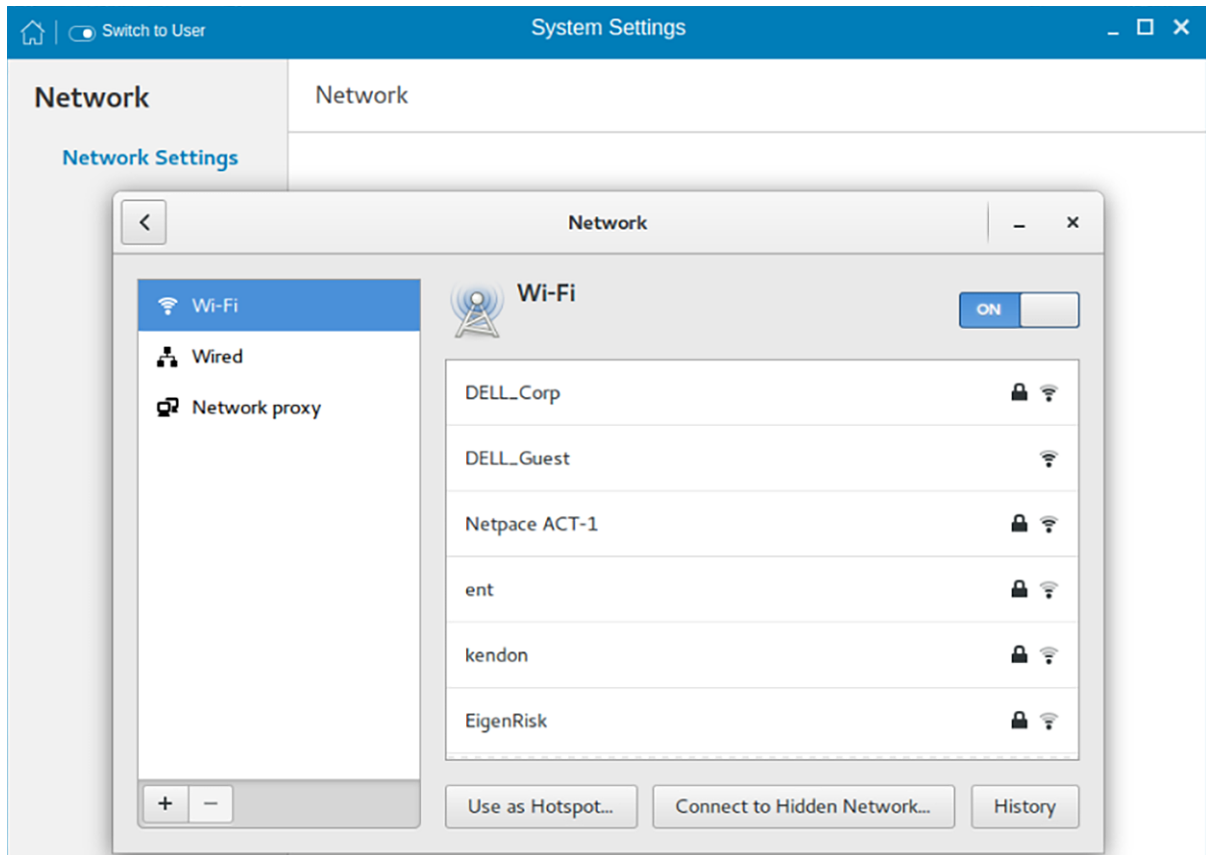 Switch to User
System Settings
Network
Network
Network Settings
Network
Wi-Fi
Wired
Network proxy
Wi-Fi
ON
DELL_Corp
DELL_Guest
Netpace ACT-1
ent
kendon
EigenRisk
Use as Hotspot...
Connect to Hidden Network...
History